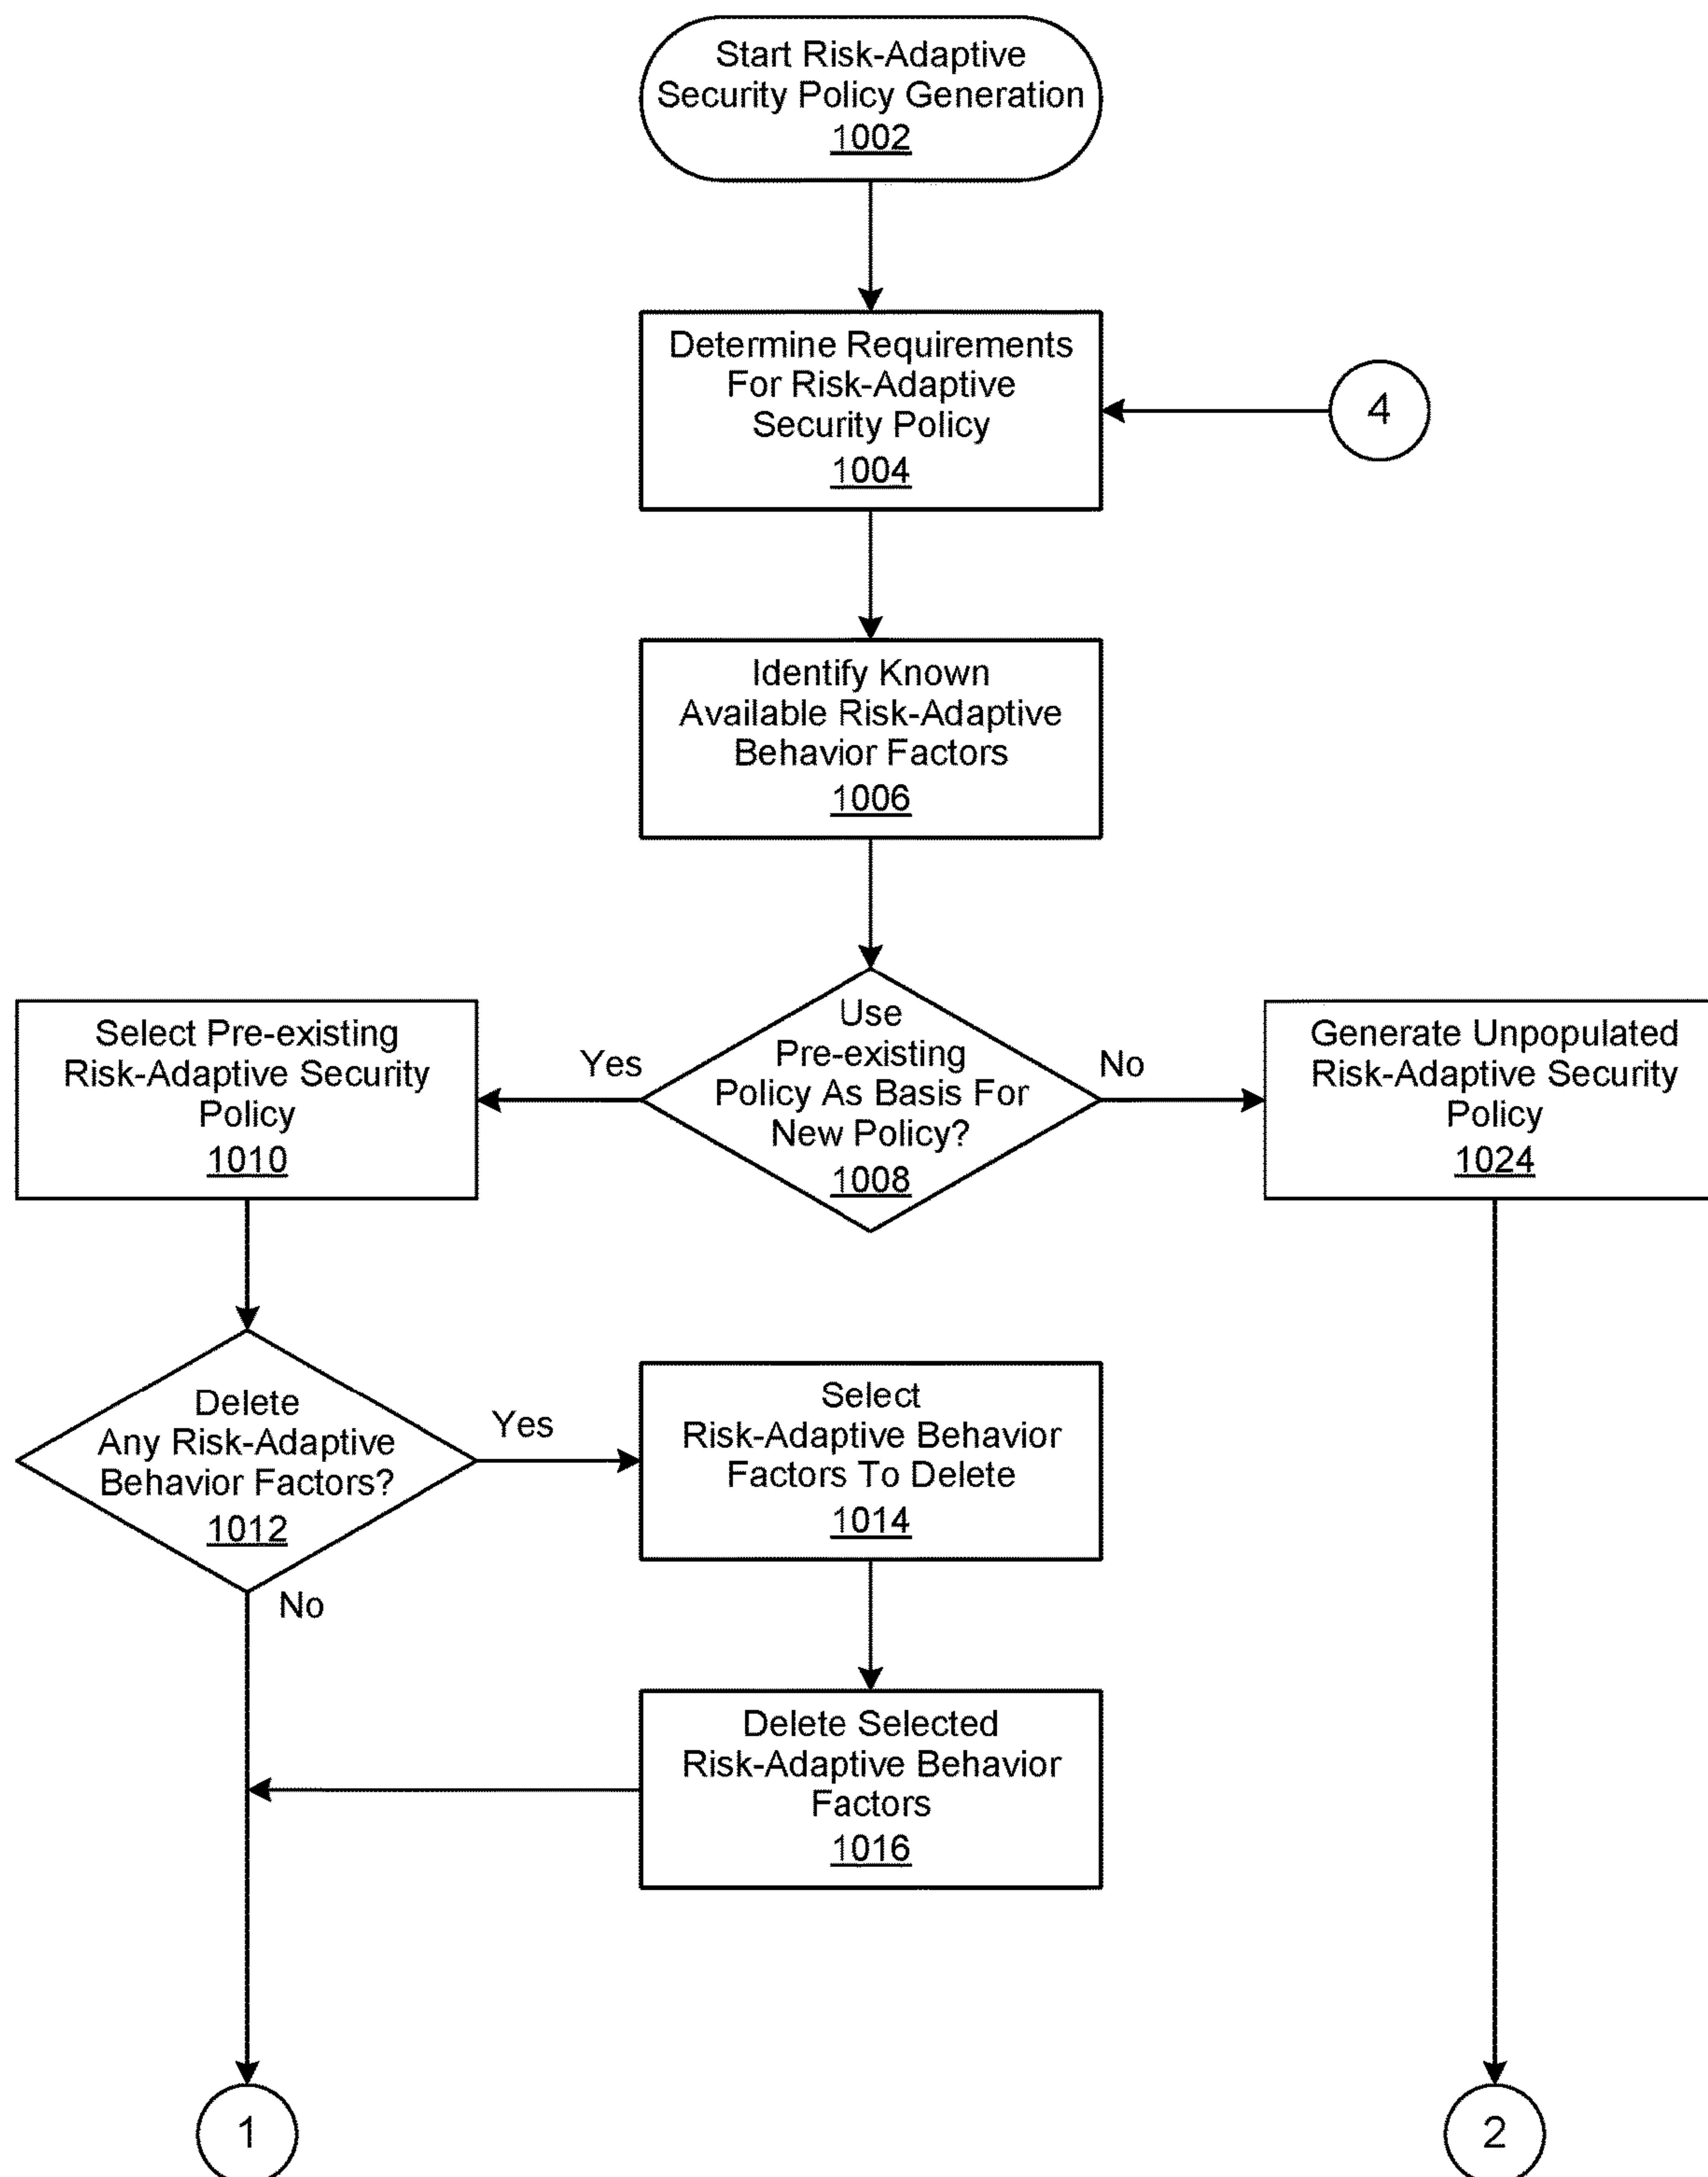 Start Risk-Adaptive
Security Policy Generation
1002
Determine Requirements
For Risk-Adaptive
Security Policy
1004
4
Identify Known
Available Risk-Adaptive
Behavior Factors
1006
Select Pre-existing
Risk-Adaptive Security
Policy
1010
Yes
Use
Pre-existing
Policy As Basis For
New Policy?
1008
No
Generate Unpopulated
Risk-Adaptive Security
Policy
1024
Delete
Any Risk-Adaptive
Behavior Factors?
1012
Yes
No
Select
Risk-Adaptive Behavior
Factors To Delete
1014
Delete Selected
Risk-Adaptive Behavior
Factors
1016
1
2